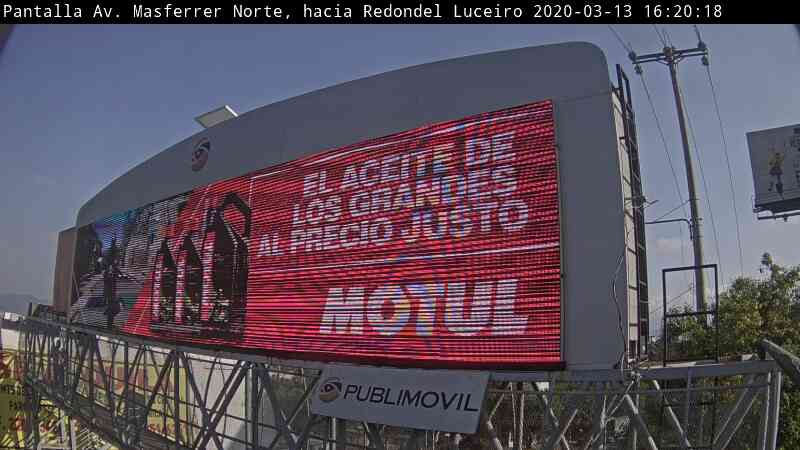 Pantalla Av. Masferrer Norte, hacia Redondel Luceiro 2020-03-13 16:20:18
EL ACEITE DE
LOS GRANDES
AL PRECIO JUSTO
MOTUL
PUBLIMOVIL